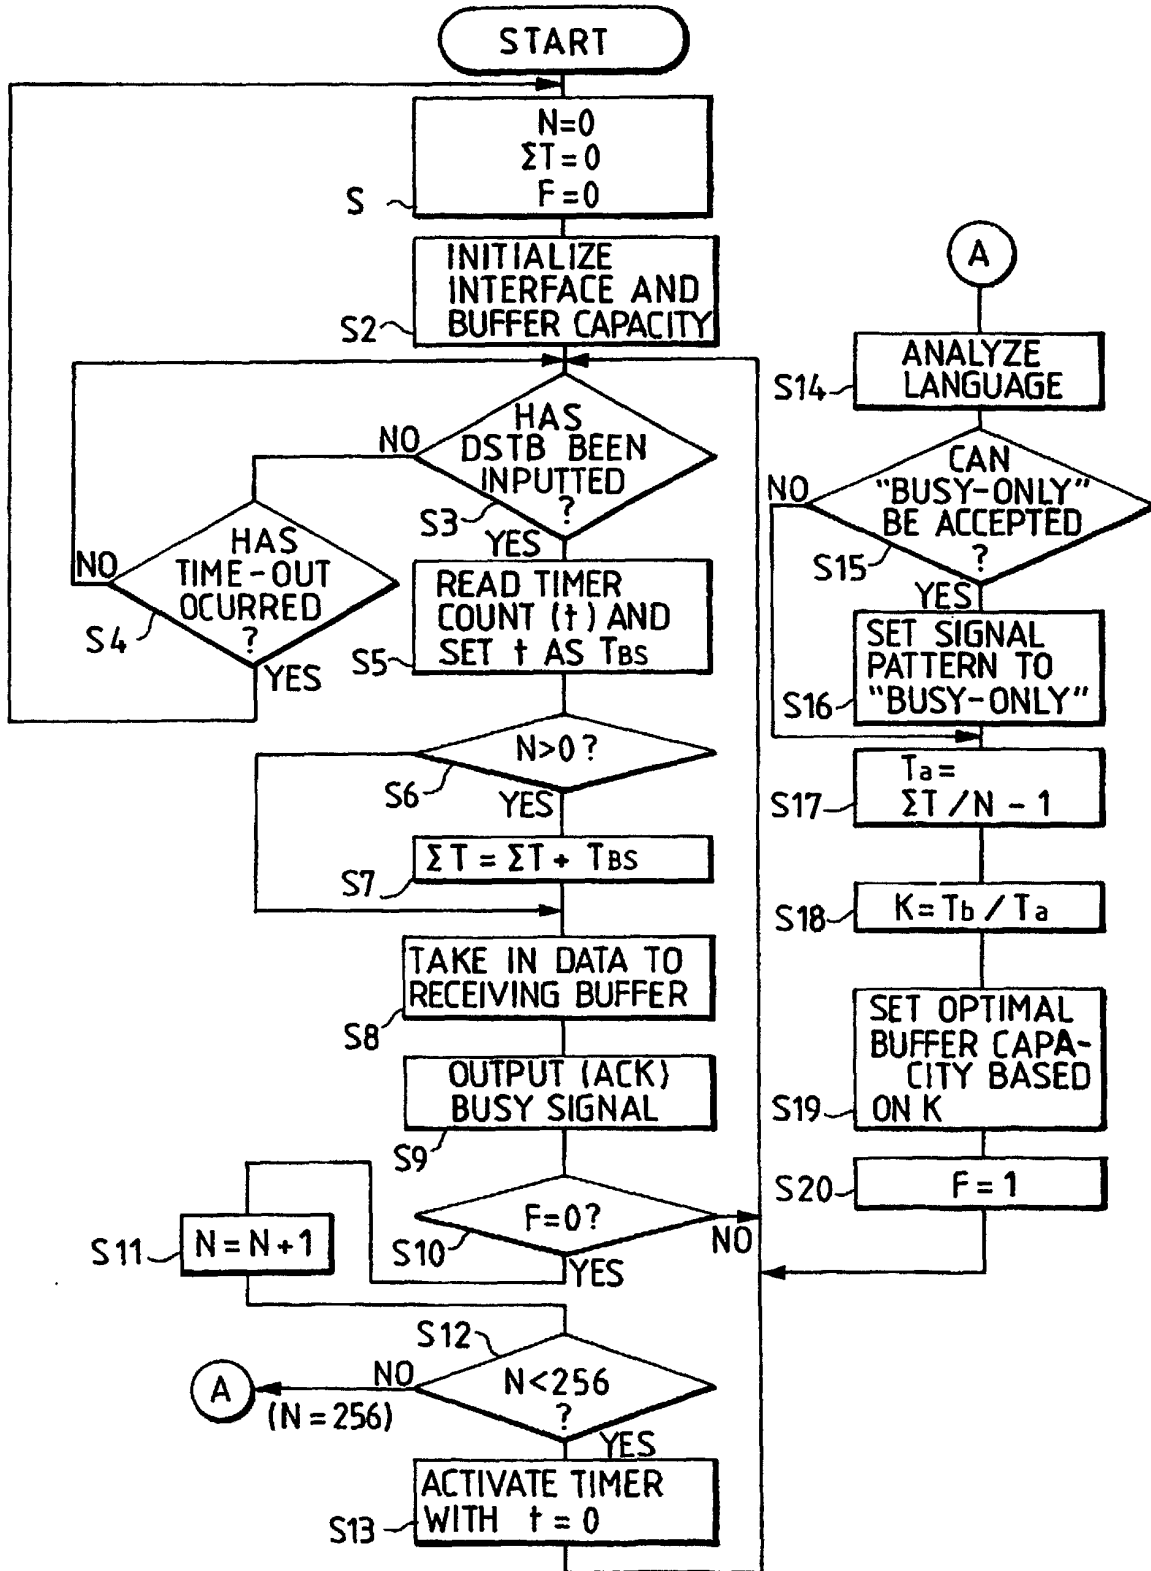 START
N=0
ΣT=0
F=0
S
INITIALIZE
INTERFACE AND
BUFFER CAPACITY
S2
HAS
DSTB BEEN
INPUTTED
?
NO
S3
YES
HAS
TIME-OUT
OCURRED
?
NO
S4
YES
READ TIMER
COUNT (t) AND
SET t AS TBS
S5
N>0?
S6
YES
ΣT = ΣT + TBS
S7
TAKE IN DATA TO
RECEIVING BUFFER
S8
OUTPUT (ACK)
BUSY SIGNAL
S9
F=0?
S10
NO
YES
S11
N=N+1
S12
N<256
?
NO
(N=256)
A
YES
ACTIVATE TIMER
WITH t=0
S13
A
ANALYZE
LANGUAGE
S14
CAN
"BUSY-ONLY"
BE ACCEPTED
?
NO
S15
YES
SET SIGNAL
PATTERN TO
"BUSY-ONLY"
S16
Ta=
ΣT/N-1
S17
K=Tb/Ta
S18
SET OPTIMAL
BUFFER CAPA-
CITY BASED
ON K
S19
F=1
S20